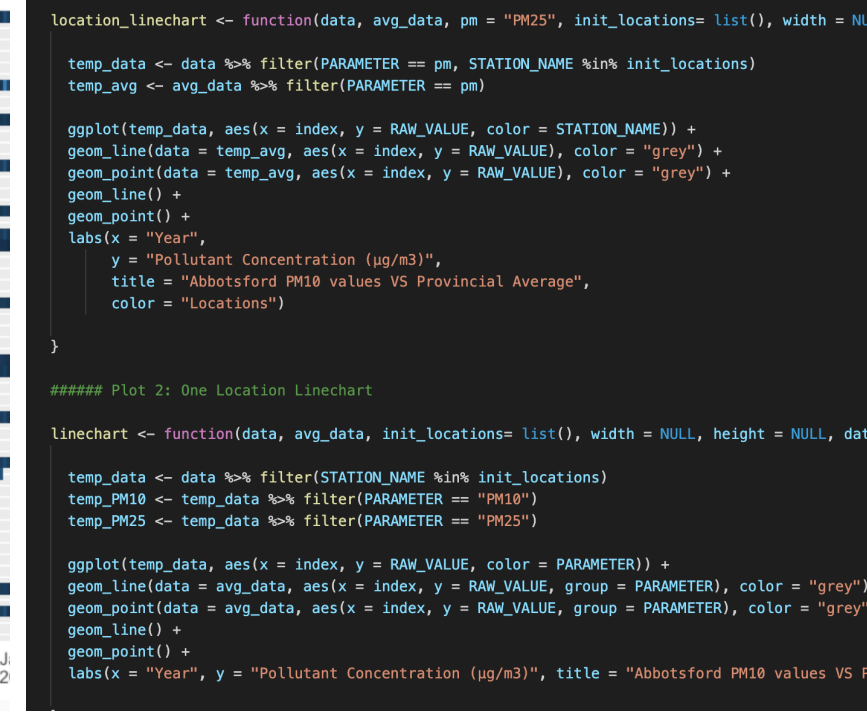 location_linechart <- function(data, avg_data, pm = "PM25", init_locations= list(), width = NU
temp_data <- data %>% filter(PARAMETER == pm, STATION_NAME %in% init_locations)
temp_avg <- avg_data %>% filter(PARAMETER == pm)
ggplot(temp_data, aes(x = index, y = RAW_VALUE, color = STATION_NAME)) +
geom_line(data = temp_avg, aes(x = index, y = RAW_VALUE), color = "grey") +
geom_point(data = temp_avg, aes(x = index, y = RAW_VALUE), color = "grey") +
geom_line() +
geom_point() +
labs(x = "Year",
y = "Pollutant Concentration (µg/m3)",
title = "Abbotsford PM10 values VS Provincial Average",
color = "Locations")
}
###### Plot 2: One Location Linechart
linechart <- function(data, avg_data, init_locations= list(), width = NULL, height = NULL, dat
temp_data <- data %>% filter(STATION_NAME %in% init_locations)
temp_PM10 <- temp_data %>% filter(PARAMETER == "PM10")
temp_PM25 <- temp_data %>% filter(PARAMETER == "PM25")
ggplot(temp_data, aes(x = index, y = RAW_VALUE, color = PARAMETER)) +
geom_line(data = avg_data, aes(x = index, y = RAW_VALUE, group = PARAMETER), color = "grey")
geom_point(data = avg_data, aes(x = index, y = RAW_VALUE, group = PARAMETER), color = "grey"
geom_line() +
geom_point() +
labs(x = "Year", y = "Pollutant Concentration (µg/m3)", title = "Abbotsford PM10 values VS